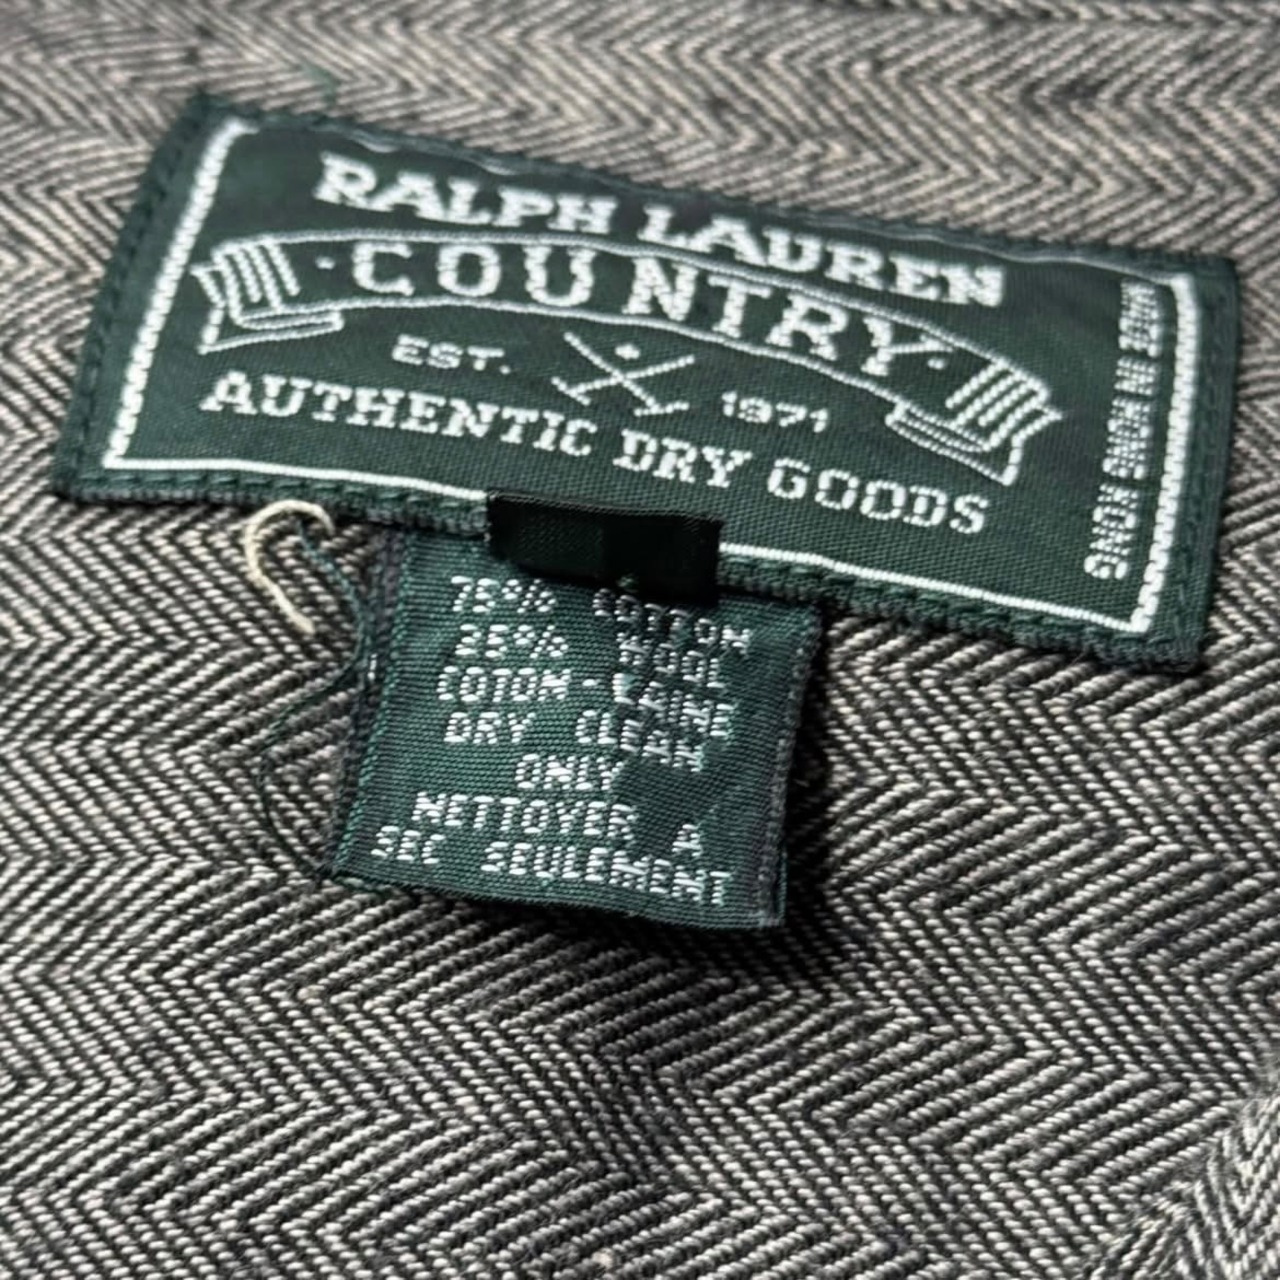 RALPH LAUREN
·COUNTRY·
EST. 1971
AUTHENTIC DRY GOODS
MADE IN HONG KONG
75% COTTON
25% WOOL
COTON-LAINE
DRY CLEAN
ONLY
NETTOYER A
SEC SEULEMENT